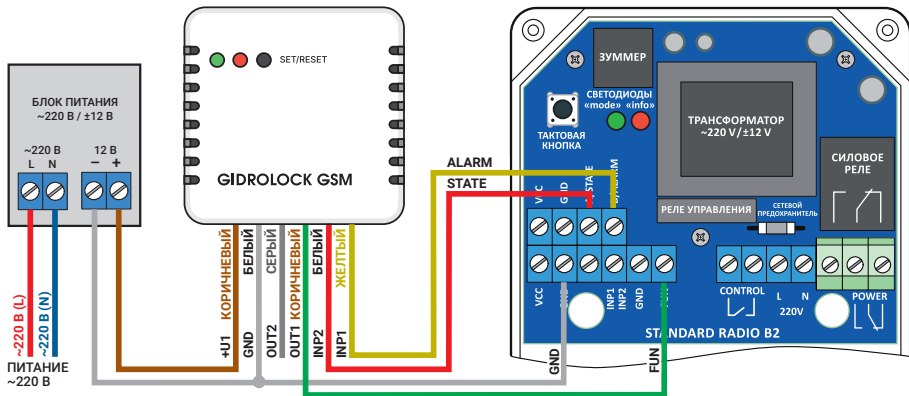 БЛОК ПИТАНИЯ
~220 В / ±12 В
~220 В
12 В
L
N
−
+
~220 В (L)
~220 В (N)
ПИТАНИЕ
~220 В
SET/RESET
GIDROLOCK GSM
КОРИЧНЕВЫЙ
БЕЛЫЙ
СЕРЫЙ
КОРИЧНЕВЫЙ
БЕЛЫЙ
ЖЕЛТЫЙ
+U1
GND
OUT2
OUT1
INP2
INP1
ALARM
STATE
GND
FUN
ЗУММЕР
СВЕТОДИОДЫ
«mode» «info»
ТАКТОВАЯ
КНОПКА
ТРАНСФОРМАТОР
~220 V/±12 V
СИЛОВОЕ
РЕЛЕ
РЕЛЕ УПРАВЛЕНИЯ
СЕТЕВОЙ
ПРЕДОХРАНИТЕЛЬ
VCC
GND
STATE
ALARM
VCC
GND
INP1
INP2
GND
FUN
CONTROL
L
N
220V
POWER
STANDARD RADIO B2